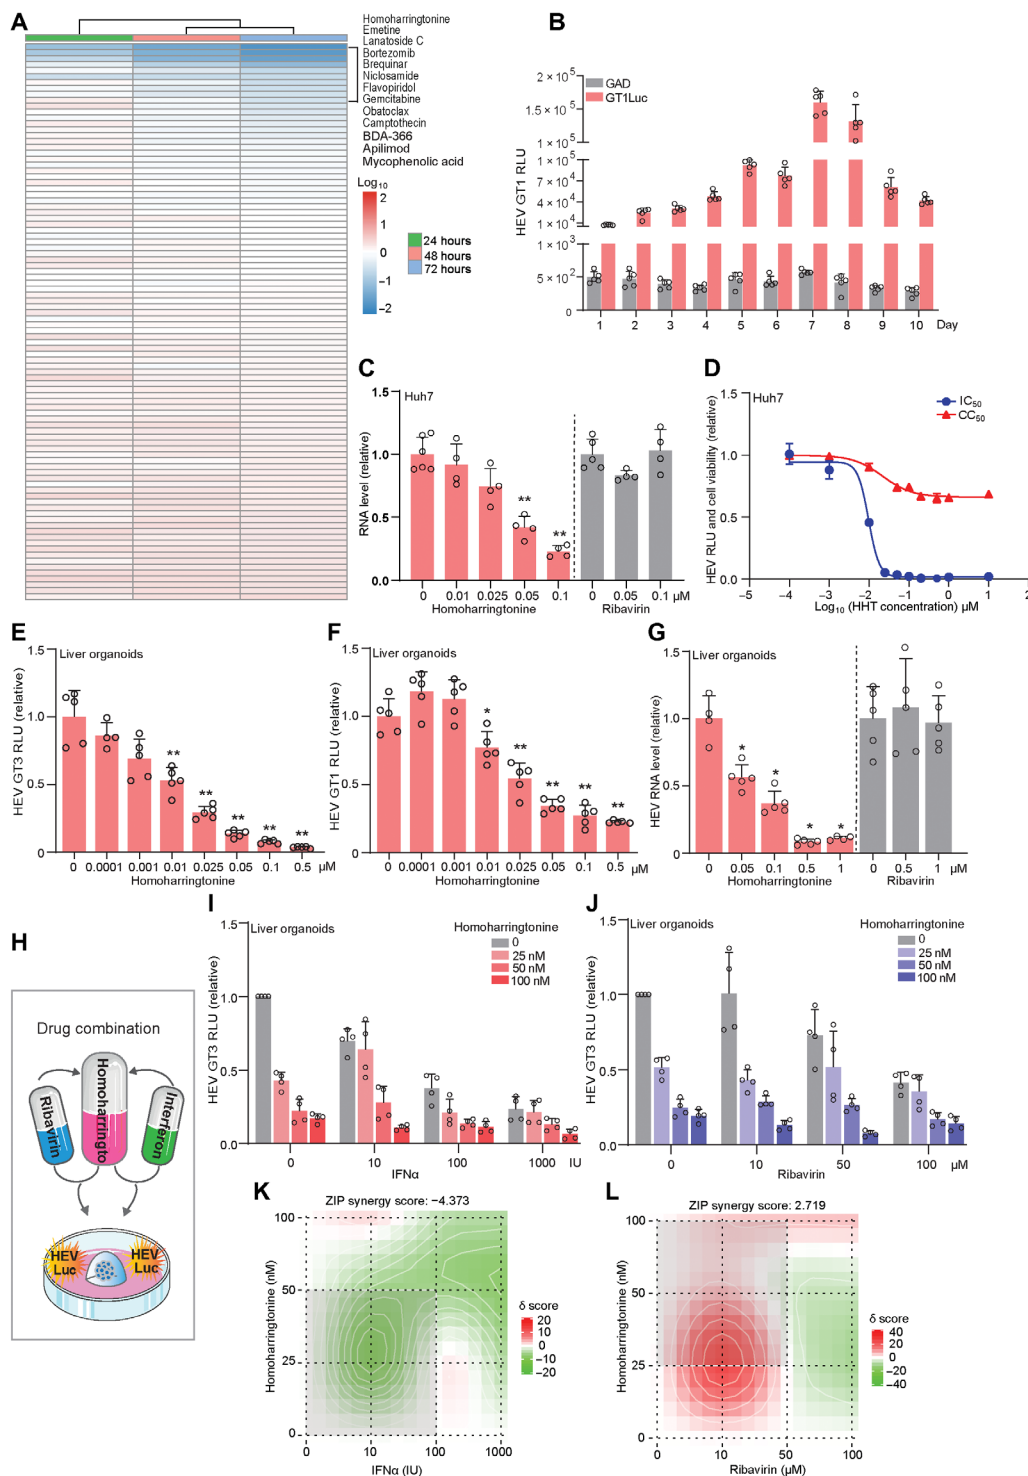 A
Homoharringtonine
Emetine
Lanatoside C
Bortezomib
Brequinar
Niclosamide
Flavopiridol
Gemcitabine
Obatoclax
Camptothecin
BDA-366
Apilimod
Mycophenolic acid
Log10
2
1
0
−1
−2
24 hours
48 hours
72 hours
B
GAD
GT1Luc
HEV GT1 RLU
2 × 10^5
1.5 × 10^5
1 × 10^5
1 × 10^5
7 × 10^4
4 × 10^4
1 × 10^4
1 × 10^3
5 × 10^2
0
1 2 3 4 5 6 7 8 9 10 Day
C
Huh7
RNA level (relative)
1.5
1.0
0.5
0.0
** **
0 0.01 0.025 0.05 0.1 0 0.05 0.1 µM
Homoharringtonine Ribavirin
D
Huh7
IC50
CC50
HEV RLU and cell viability (relative)
1.5
1.0
0.5
0.0
−4 −3 −2 −1 0 1 2
Log10 (HHT concentration) µM
E
Liver organoids
HEV GT3 RLU (relative)
1.5
1.0
0.5
0
** ** ** ** **
0 0.0001 0.001 0.01 0.025 0.05 0.1 0.5 µM
Homoharringtonine
F
Liver organoids
HEV GT1 RLU (relative)
1.5
1.0
0.5
0
* ** ** ** **
0 0.0001 0.001 0.01 0.025 0.05 0.1 0.5 µM
Homoharringtonine
G
Liver organoids
HEV RNA level (relative)
1.5
1.0
0.5
0
* * * *
0 0.05 0.1 0.5 1 0 0.5 1 µM
Homoharringtonine Ribavirin
H
Drug combination
Ribavirin
Homoharringto
Interferon
HEV
Luc
HEV
Luc
I
Liver organoids
Homoharringtonine
0
25 nM
50 nM
100 nM
HEV GT3 RLU (relative)
1.5
1.0
0.5
0.0
0 10 100 1000 IU
IFNα
J
Liver organoids
Homoharringtonine
0
25 nM
50 nM
100 nM
HEV GT3 RLU (relative)
1.5
1.0
0.5
0.0
0 10 50 100 µM
Ribavirin
K
ZIP synergy score: −4.373
Homoharringtonine (nM)
100
50
25
0
0 10 100 1000
IFNα (IU)
δ score
20
10
0
−10
−20
L
ZIP synergy score: 2.719
Homoharringtonine (nM)
100
50
25
0
0 10 50 100
Ribavirin (µM)
δ score
40
20
0
−20
−40